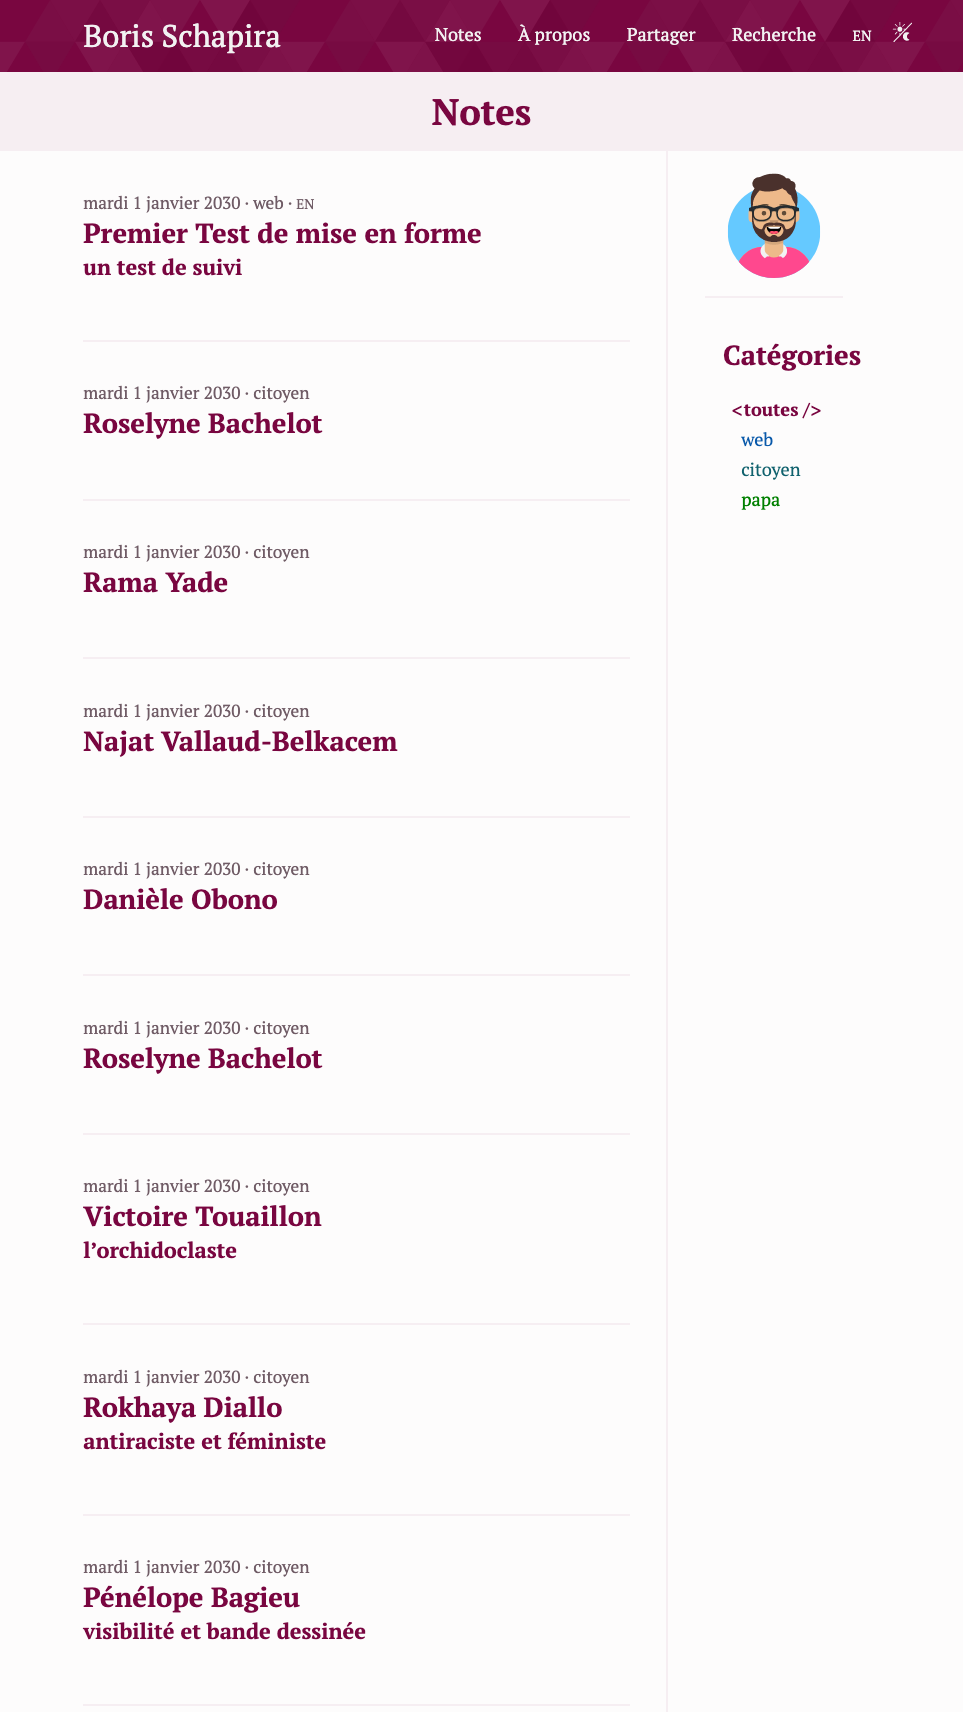 Boris Schapira
Notes À propos Partager Recherche EN
Notes
mardi 1 janvier 2030 · web · EN
Premier Test de mise en forme
un test de suivi
mardi 1 janvier 2030 · citoyen
Roselyne Bachelot
mardi 1 janvier 2030 · citoyen
Rama Yade
mardi 1 janvier 2030 · citoyen
Najat Vallaud-Belkacem
mardi 1 janvier 2030 · citoyen
Danièle Obono
mardi 1 janvier 2030 · citoyen
Roselyne Bachelot
mardi 1 janvier 2030 · citoyen
Victoire Touaillon
l’orchidoclaste
mardi 1 janvier 2030 · citoyen
Rokhaya Diallo
antiraciste et féministe
mardi 1 janvier 2030 · citoyen
Pénélope Bagieu
visibilité et bande dessinée
Catégories
<toutes />
web
citoyen
papa